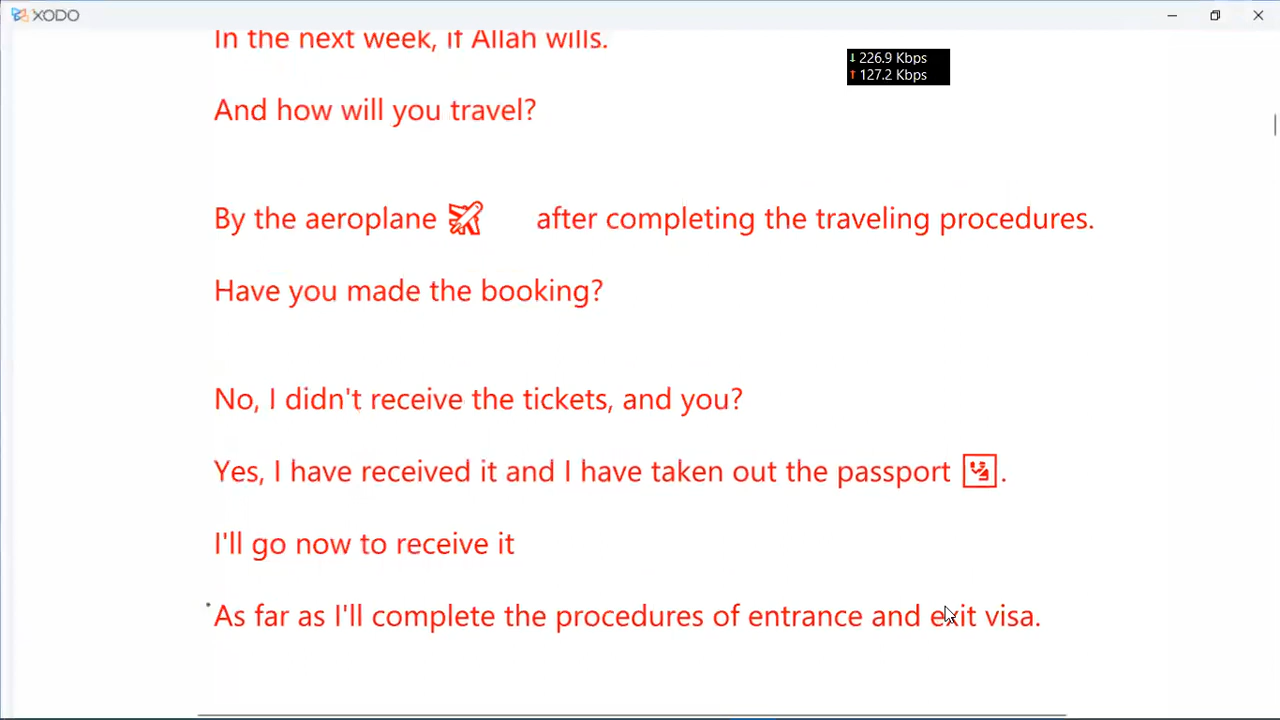 XODO
In the next week, if Allah wills.
↓ 226.9 Kbps
↑ 127.2 Kbps
And how will you travel?
By the aeroplane after completing the traveling procedures.
Have you made the booking?
No, I didn't receive the tickets, and you?
Yes, I have received it and I have taken out the passport .
I'll go now to receive it
As far as I'll complete the procedures of entrance and exit visa.